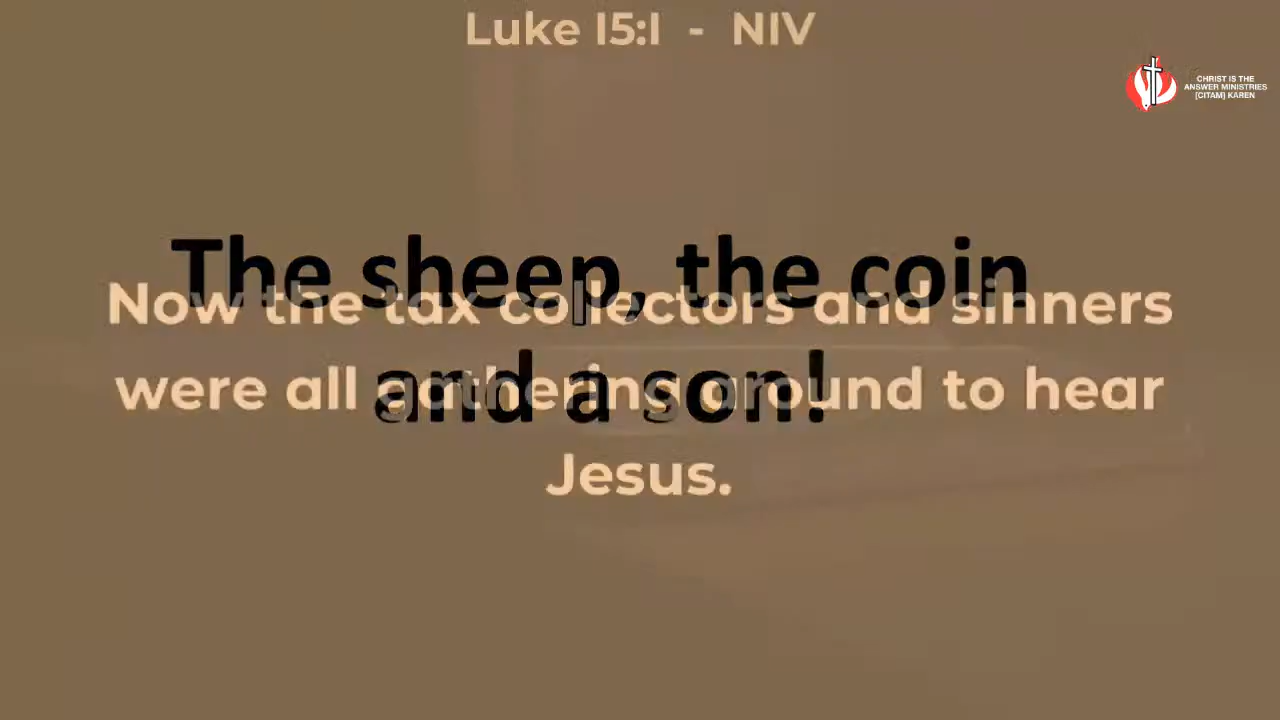 Luke 15:1 - NIV
CHRIST IS THE
ANSWER MINISTRIES
(CITAM) KAREN
The sheep, the coin
and a son!
Now the tax collectors and sinners
were all gathering around to hear
Jesus.